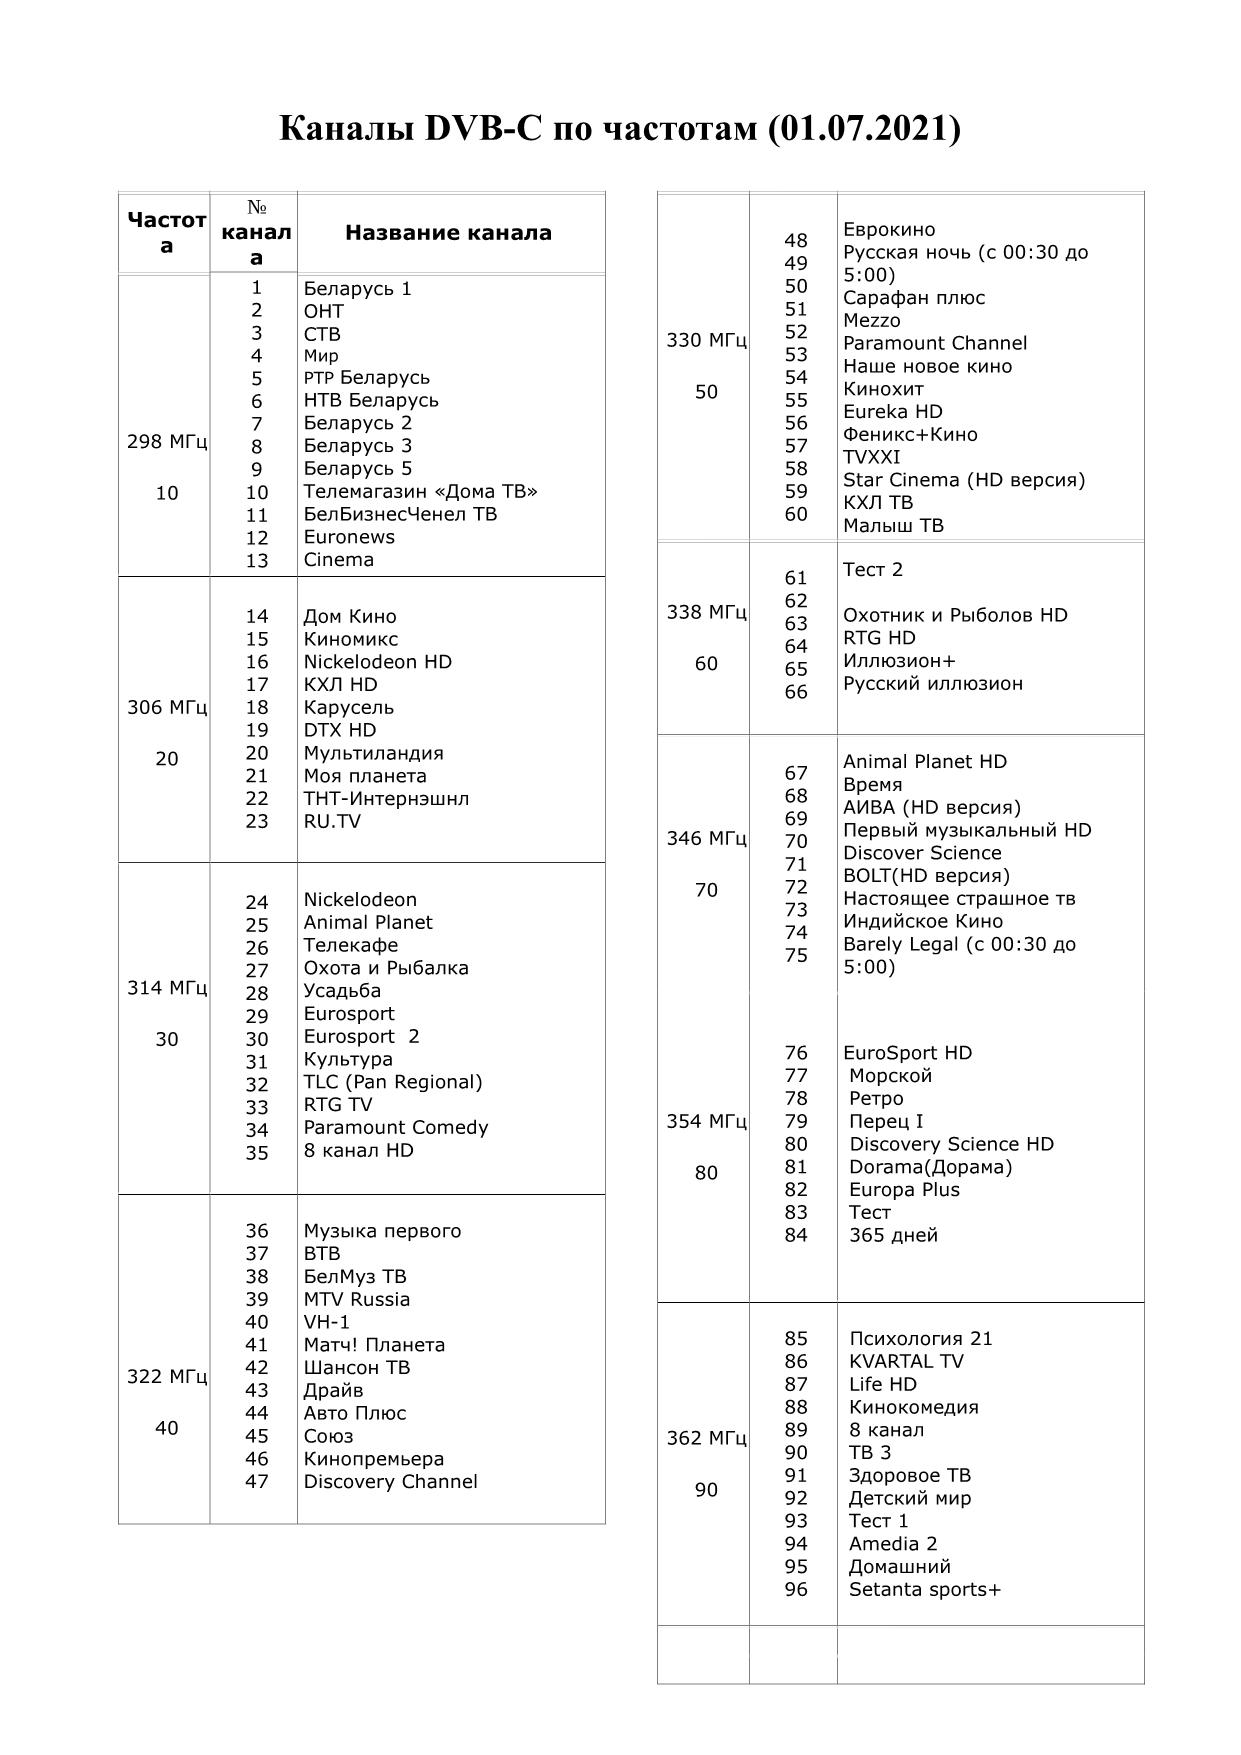 Каналы DVB-C по частотам (01.07.2021)
Частот
а
№
канал
а
Название канала
298 МГц
10
1
2
3
4
5
6
7
8
9
10
11
12
13
Беларусь 1
ОНТ
СТВ
Мир
РТР Беларусь
НТВ Беларусь
Беларусь 2
Беларусь 3
Беларусь 5
Телемагазин «Дома ТВ»
БелБизнесЧенел ТВ
Euronews
Cinema
306 МГц
20
14
15
16
17
18
19
20
21
22
23
Дом Кино
Киномикс
Nickelodeon HD
КХЛ HD
Карусель
DTX HD
Мультиландия
Моя планета
ТНТ-Интернэшнл
RU.TV
314 МГц
30
24
25
26
27
28
29
30
31
32
33
34
35
Nickelodeon
Animal Planet
Телекафе
Охота и Рыбалка
Усадьба
Eurosport
Eurosport  2
Культура
TLC (Pan Regional)
RTG TV
Paramount Comedy
8 канал HD
322 МГц
40
36
37
38
39
40
41
42
43
44
45
46
47
Музыка первого
ВТВ
БелМуз ТВ
MTV Russia
VH-1
Матч! Планета
Шансон ТВ
Драйв
Авто Плюс
Союз
Кинопремьера
Discovery Channel
330 МГц
50
48
49
50
51
52
53
54
55
56
57
58
59
60
Еврокино
Русская ночь (с 00:30 до
5:00)
Сарафан плюс
Mezzo
Paramount Channel
Наше новое кино
Кинохит
Eureka HD
Феникс+Кино
TVXXI
Star Cinema (HD версия)
КХЛ ТВ
Малыш ТВ
338 МГц
60
61
62
63
64
65
66
Тест 2
Охотник и Рыболов HD
RTG HD
Иллюзион+
Русский иллюзион
346 МГц
70
67
68
69
70
71
72
73
74
75
Animal Planet HD
Время
АИВА (HD версия)
Первый музыкальный HD
Discover Science
BOLT(HD версия)
Настоящее страшное тв
Индийское Кино
Barely Legal (с 00:30 до
5:00)
354 МГц
80
76
77
78
79
80
81
82
83
84
EuroSport HD
Морской
Ретро
Перец I
Discovery Science HD
Dorama(Дорама)
Europa Plus
Тест
365 дней
362 МГц
90
85
86
87
88
89
90
91
92
93
94
95
96
Психология 21
KVARTAL TV
Life HD
Кинокомедия
8 канал
ТВ 3
Здоровое ТВ
Детский мир
Тест 1
Amedia 2
Домашний
Setanta sports+